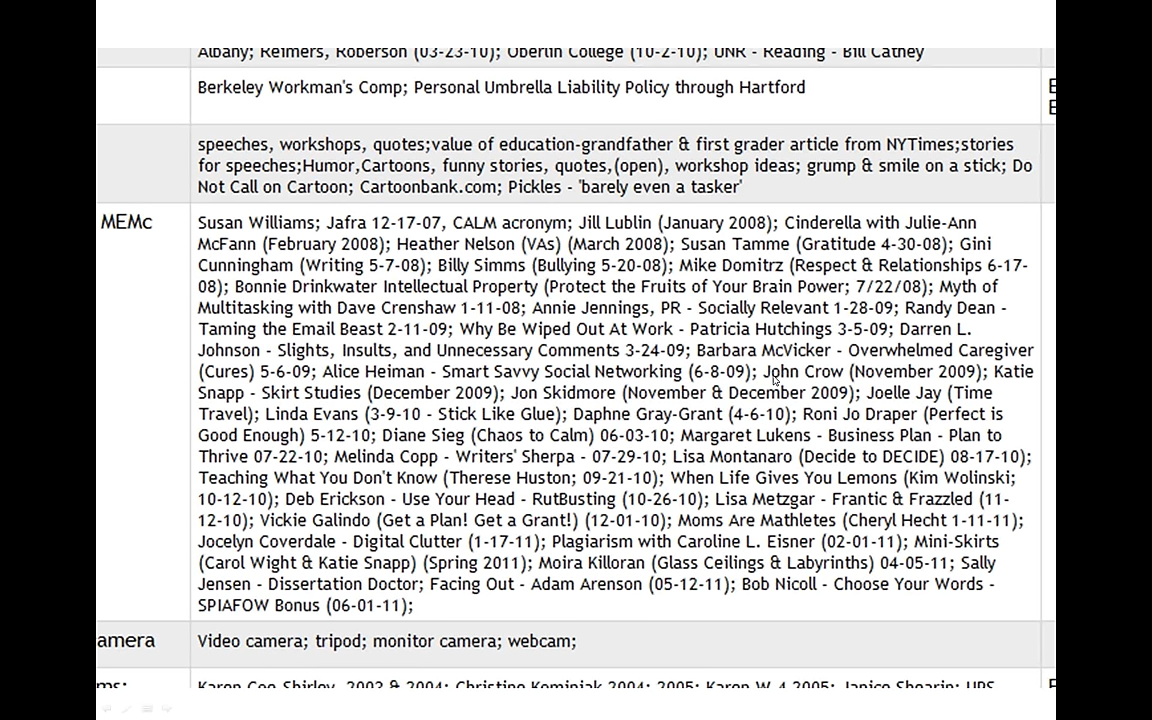 Albany; Reimers, Roberson (03-23-10); Oberlin College (10-2-10); UNR - Reading - Bill Cathey
Berkeley Workman's Comp; Personal Umbrella Liability Policy through Hartford
speeches, workshops, quotes;value of education-grandfather & first grader article from NYTimes;stories
for speeches;Humor,Cartoons, funny stories, quotes,(open), workshop ideas; grump & smile on a stick; Do
Not Call on Cartoon; Cartoonbank.com; Pickles - 'barely even a tasker'
MEMc
Susan Williams; Jafra 12-17-07, CALM acronym; Jill Lublin (January 2008); Cinderella with Julie-Ann
McFann (February 2008); Heather Nelson (VAs) (March 2008); Susan Tamme (Gratitude 4-30-08); Gini
Cunningham (Writing 5-7-08); Billy Simms (Bullying 5-20-08); Mike Domitrz (Respect & Relationships 6-17-
08); Bonnie Drinkwater Intellectual Property (Protect the Fruits of Your Brain Power; 7/22/08); Myth of
Multitasking with Dave Crenshaw 1-11-08; Annie Jennings, PR - Socially Relevant 1-28-09; Randy Dean -
Taming the Email Beast 2-11-09; Why Be Wiped Out At Work - Patricia Hutchings 3-5-09; Darren L.
Johnson - Slights, Insults, and Unnecessary Comments 3-24-09; Barbara McVicker - Overwhelmed Caregiver
(Cures) 5-6-09; Alice Heiman - Smart Savvy Social Networking (6-8-09); John Crow (November 2009); Katie
Snapp - Skirt Studies (December 2009); Jon Skidmore (November & December 2009); Joelle Jay (Time
Travel); Linda Evans (3-9-10 - Stick Like Glue); Daphne Gray-Grant (4-6-10); Roni Jo Draper (Perfect is
Good Enough) 5-12-10; Diane Sieg (Chaos to Calm) 06-03-10; Margaret Lukens - Business Plan - Plan to
Thrive 07-22-10; Melinda Copp - Writers' Sherpa - 07-29-10; Lisa Montanaro (Decide to DECIDE) 08-17-10);
Teaching What You Don't Know (Therese Huston; 09-21-10); When Life Gives You Lemons (Kim Wolinski;
10-12-10); Deb Erickson - Use Your Head - RutBusting (10-26-10); Lisa Metzgar - Frantic & Frazzled (11-
12-10); Vickie Galindo (Get a Plan! Get a Grant!) (12-01-10); Moms Are Mathletes (Cheryl Hecht 1-11-11);
Jocelyn Coverdale - Digital Clutter (1-17-11); Plagiarism with Caroline L. Eisner (02-01-11); Mini-Skirts
(Carol Wight & Katie Snapp) (Spring 2011); Moira Killoran (Glass Ceilings & Labyrinths) 04-05-11; Sally
Jensen - Dissertation Doctor; Facing Out - Adam Arenson (05-12-11); Bob Nicoll - Choose Your Words -
SPIAFOW Bonus (06-01-11);
amera
Video camera; tripod; monitor camera; webcam;
ms:
2003 & 2004; Christine Kominiak 2004; 2005; Karen W 4 2005; Janice Shearin; UPS